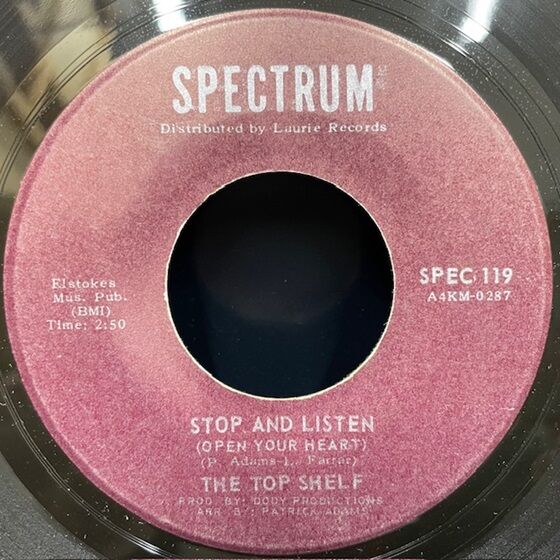 SPECTRUM
Distributed by Laurie Records
Elstokes
Mus. Pub.
(BMI)
Time: 2:50
SPEC 119
A4KM-0287
STOP AND LISTEN
(OPEN YOUR HEART)
(P. Adams-L. Farrar)
THE TOP SHELF
PROD BY: DODY PRODUCTIONS
ARR BY: PATRICK ADAMS